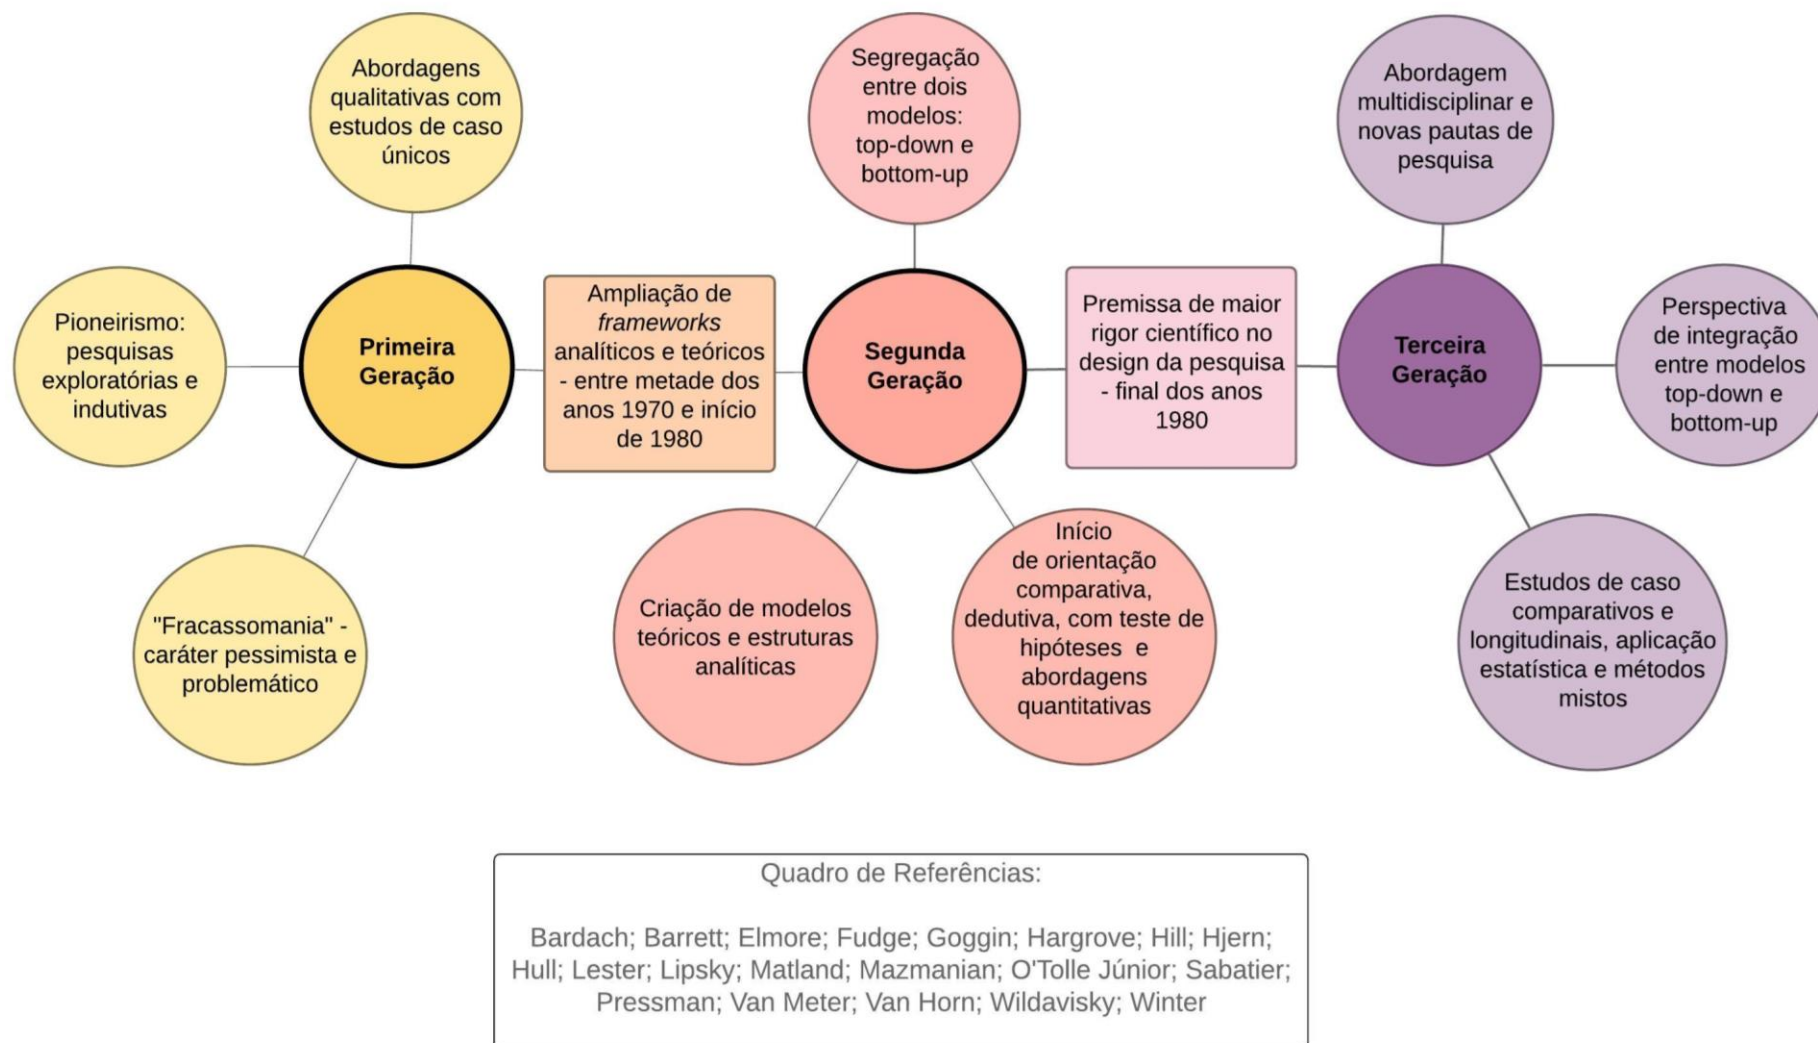 Abordagens
qualitativas com
estudos de caso
únicos
Pioneirismo:
pesquisas
exploratórias e
indutivas
Primeira
Geração
"Fracassomania" -
caráter pessimista e
problemático
Ampliação de
frameworks
analíticos e teóricos
- entre metade dos
anos 1970 e início
de 1980
Segregação
entre dois
modelos:
top-down e
bottom-up
Segunda
Geração
Criação de modelos
teóricos e estruturas
analíticas
Início
de orientação
comparativa,
dedutiva, com teste de
hipóteses e
abordagens
quantitativas
Premissa de maior
rigor científico no
design da pesquisa
- final dos anos
1980
Abordagem
multidisciplinar e
novas pautas de
pesquisa
Terceira
Geração
Perspectiva
de integração
entre modelos
top-down e
bottom-up
Estudos de caso
comparativos e
longitudinais, aplicação
estatística e métodos
mistos
Quadro de Referências:
Bardach; Barrett; Elmore; Fudge; Goggin; Hargrove; Hill; Hjern;
Hull; Lester; Lipsky; Matland; Mazmanian; O'Tolle Júnior; Sabatier;
Pressman; Van Meter; Van Horn; Wildavisky; Winter